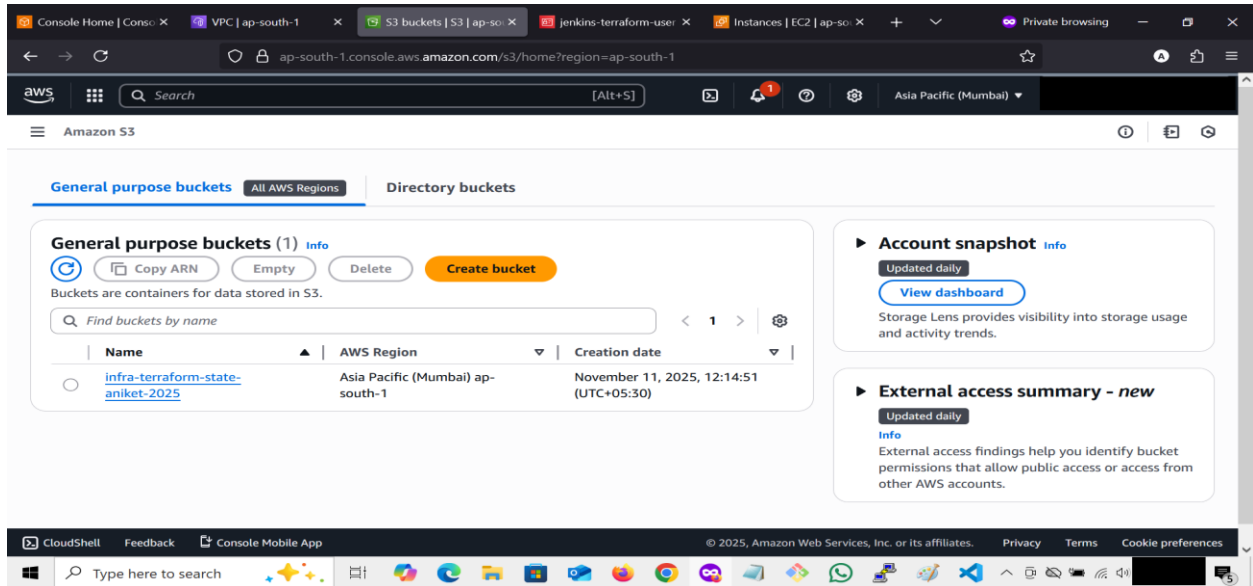 Console Home | Conso
VPC | ap-south-1
S3 buckets | S3 | ap-so
jenkins-terraform-user
Instances | EC2 | ap-so
Private browsing
ap-south-1.console.aws.amazon.com/s3/home?region=ap-south-1
A
aws
Search
[Alt+S]
1
Asia Pacific (Mumbai)
Amazon S3
General purpose buckets
All AWS Regions
Directory buckets
General purpose buckets (1) Info
Copy ARN
Empty
Delete
Create bucket
Buckets are containers for data stored in S3.
Find buckets by name
1
Name
AWS Region
Creation date
infra-terraform-state-
aniket-2025
Asia Pacific (Mumbai) ap-
south-1
November 11, 2025, 12:14:51
(UTC+05:30)
Account snapshot Info
Updated daily
View dashboard
Storage Lens provides visibility into storage usage
and activity trends.
External access summary - new
Updated daily
Info
External access findings help you identify bucket
permissions that allow public access or access from
other AWS accounts.
CloudShell
Feedback
Console Mobile App
© 2025, Amazon Web Services, Inc. or its affiliates.
Privacy
Terms
Cookie preferences
Type here to search
5